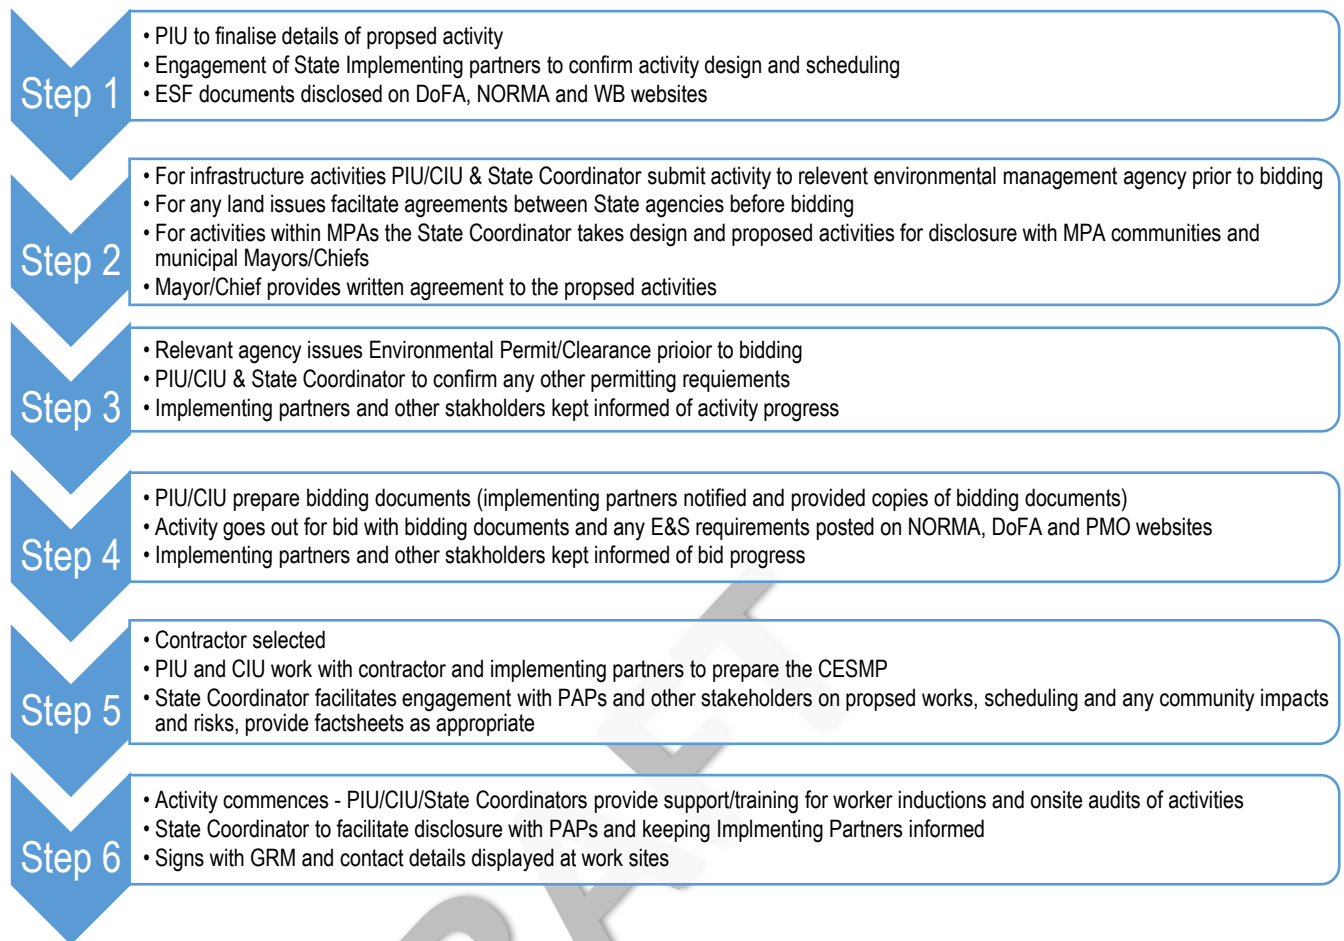 Step 1
• PIU to finalise details of propsed activity
• Engagement of State Implementing partners to confirm activity design and scheduling
• ESF documents disclosed on DoFA, NORMA and WB websites
Step 2
• For infrastructure activities PIU/CIU & State Coordinator submit activity to relevent environmental management agency prior to bidding
• For any land issues faciltate agreements between State agencies before bidding
• For activities within MPAs the State Coordinator takes design and proposed activities for disclosure with MPA communities and
municipal Mayors/Chiefs
• Mayor/Chief provides written agreement to the propsed activities
Step 3
• Relevant agency issues Environmental Permit/Clearance prioior to bidding
• PIU/CIU & State Coordinator to confirm any other permitting requiements
• Implementing partners and other stakholders kept informed of activity progress
Step 4
• PIU/CIU prepare bidding documents (implementing partners notified and provided copies of bidding documents)
• Activity goes out for bid with bidding documents and any E&S requirements posted on NORMA, DoFA and PMO websites
• Implementing partners and other stakholders kept informed of bid progress
Step 5
• Contractor selected
• PIU and CIU work with contractor and implementing partners to prepare the CESMP
• State Coordinator facilitates engagement with PAPs and other stakeholders on propsed works, scheduling and any community impacts
and risks, provide factsheets as appropriate
Step 6
• Activity commences - PIU/CIU/State Coordinators provide support/training for worker inductions and onsite audits of activities
• State Coordinator to facilitate disclosure with PAPs and keeping Implmenting Partners informed
• Signs with GRM and contact details displayed at work sites